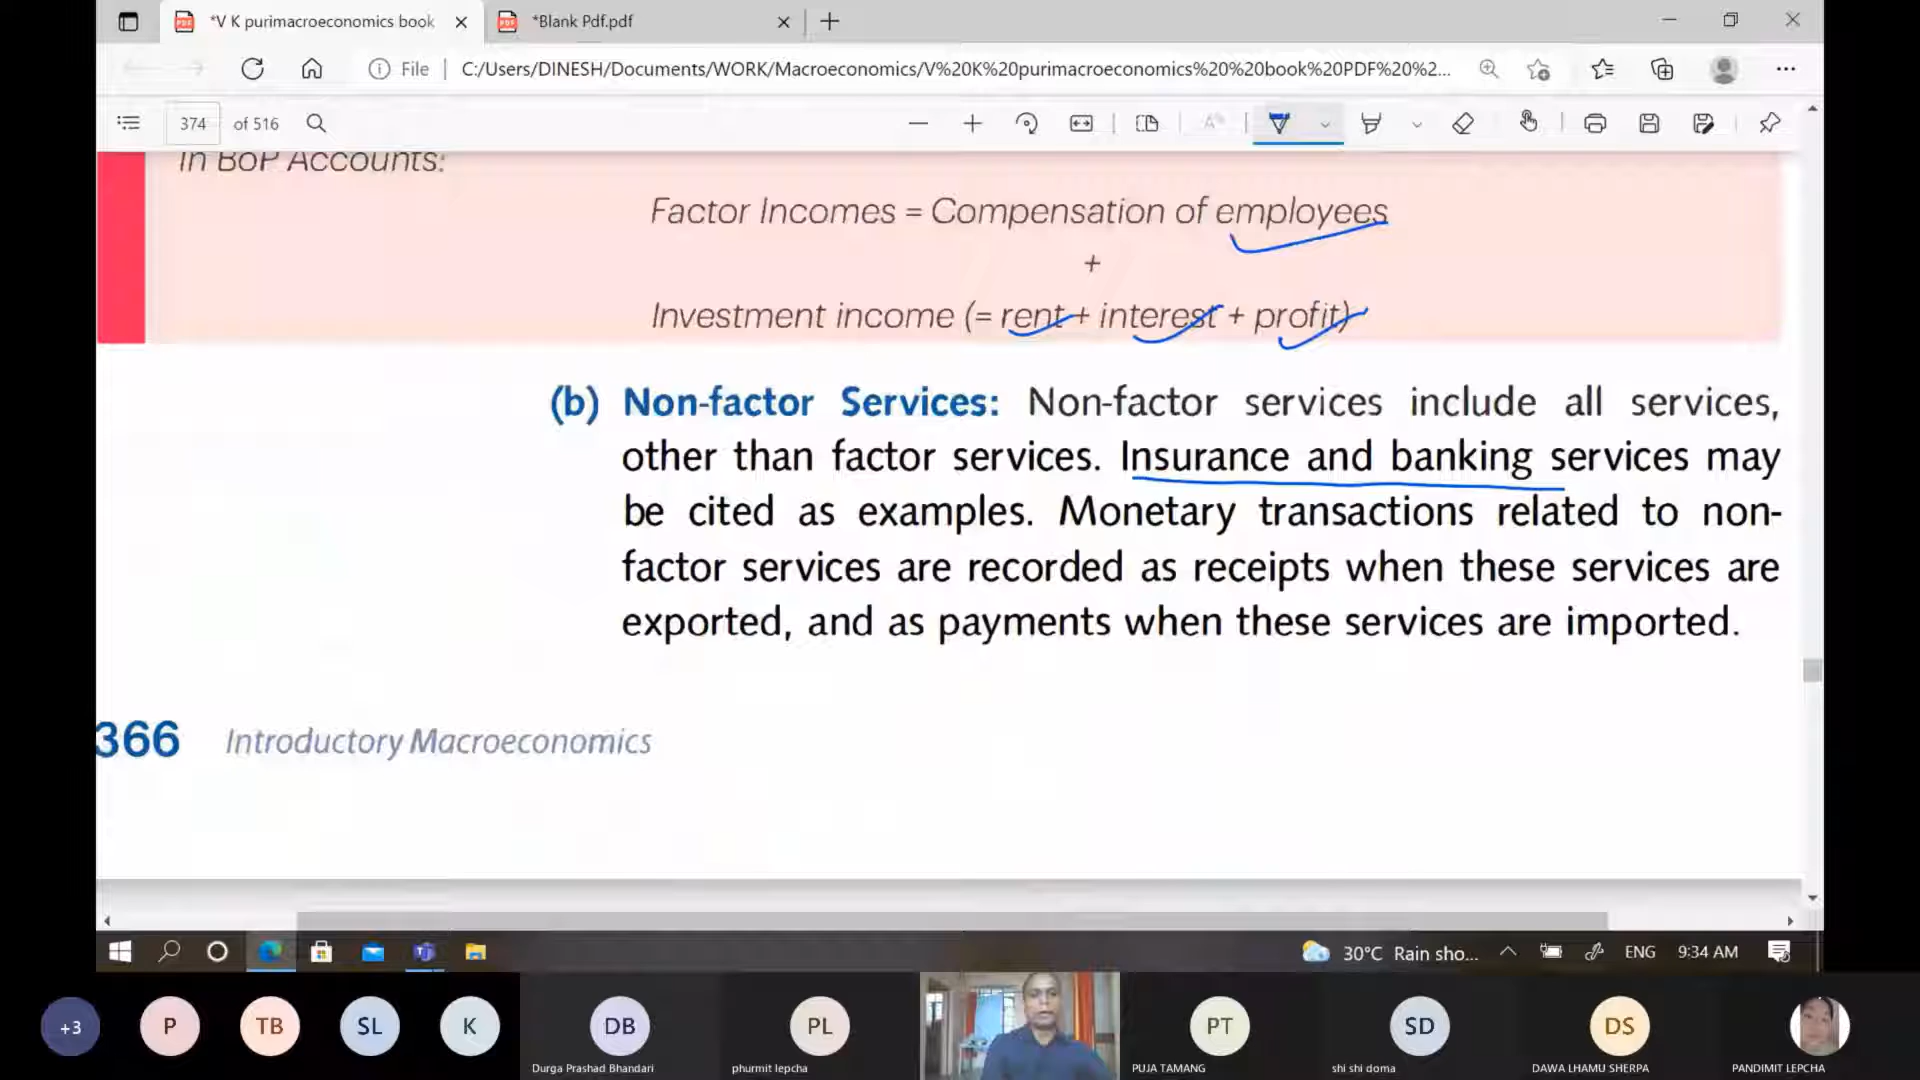 *V K purimacroeconomics book
*Blank Pdf.pdf
File
C:/Users/DINESH/Documents/WORK/Macroeconomics/V%20K%20purimacroeconomics%20%20book%20PDF%20%2...
374 of 516
In BoP Accounts:
Factor Incomes = Compensation of employees
+
Investment income (= rent + interest + profit)
(b) Non-factor Services: Non-factor services include all services,
other than factor services. Insurance and banking services may
be cited as examples. Monetary transactions related to non-
factor services are recorded as receipts when these services are
exported, and as payments when these services are imported.
366 Introductory Macroeconomics
30°C Rain sho...
ENG
9:34 AM
+3
P
TB
SL
K
DB
PL
PT
SD
DS
Durga Prashad Bhandari
phurmit lepcha
PUJA TAMANG
shi shi doma
DAWA LHAMU SHERPA
PANDIMIT LEPCHA